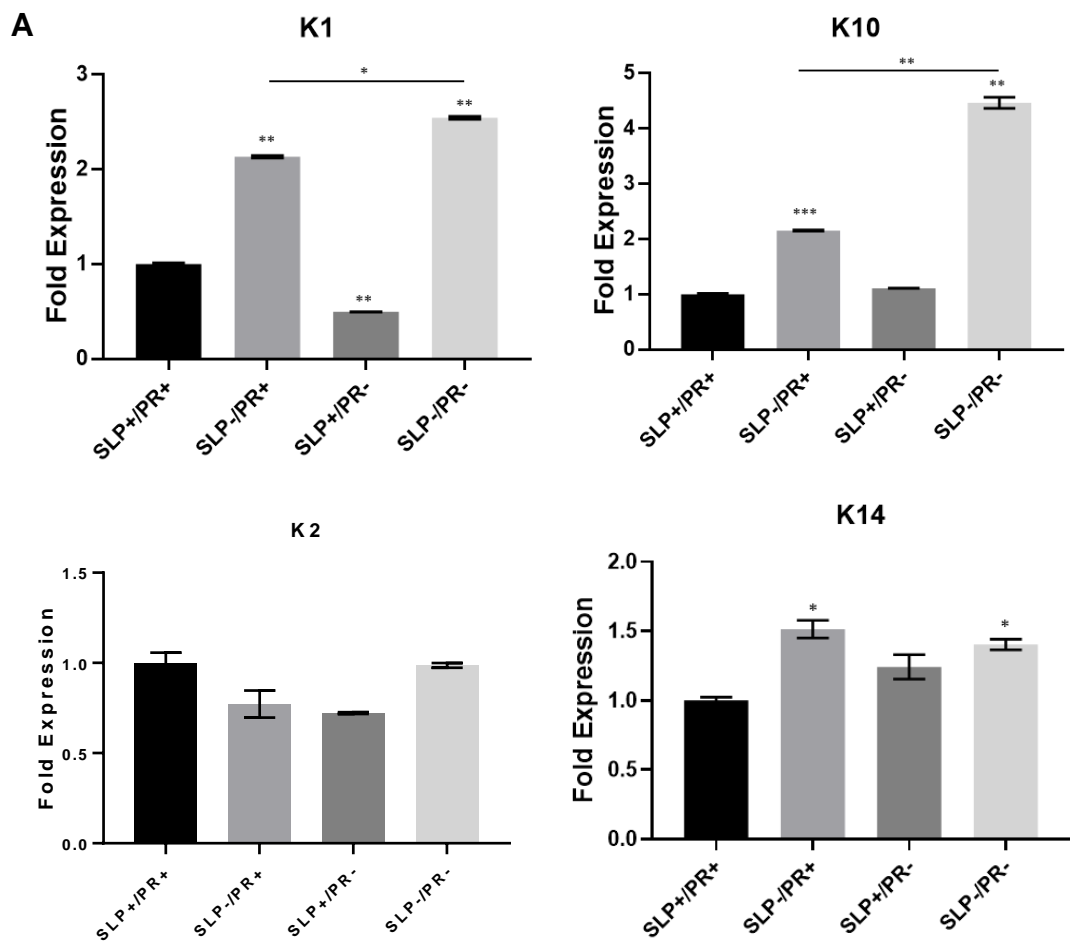 A
K1
Fold Expression
3
2
1
0
*
**
**
**
SLP+/PR+
SLP-/PR+
SLP+/PR-
SLP-/PR-
K10
Fold Expression
5
4
3
2
1
0
**
**
***
SLP+/PR+
SLP-/PR+
SLP+/PR-
SLP-/PR-
K2
Fold Expression
1.5
1.0
0.5
0.0
SLP+/PR+
SLP-/PR+
SLP+/PR-
SLP-/PR-
K14
Fold Expression
2.0
1.5
1.0
0.5
0.0
*
*
SLP+/PR+
SLP-/PR+
SLP+/PR-
SLP-/PR-